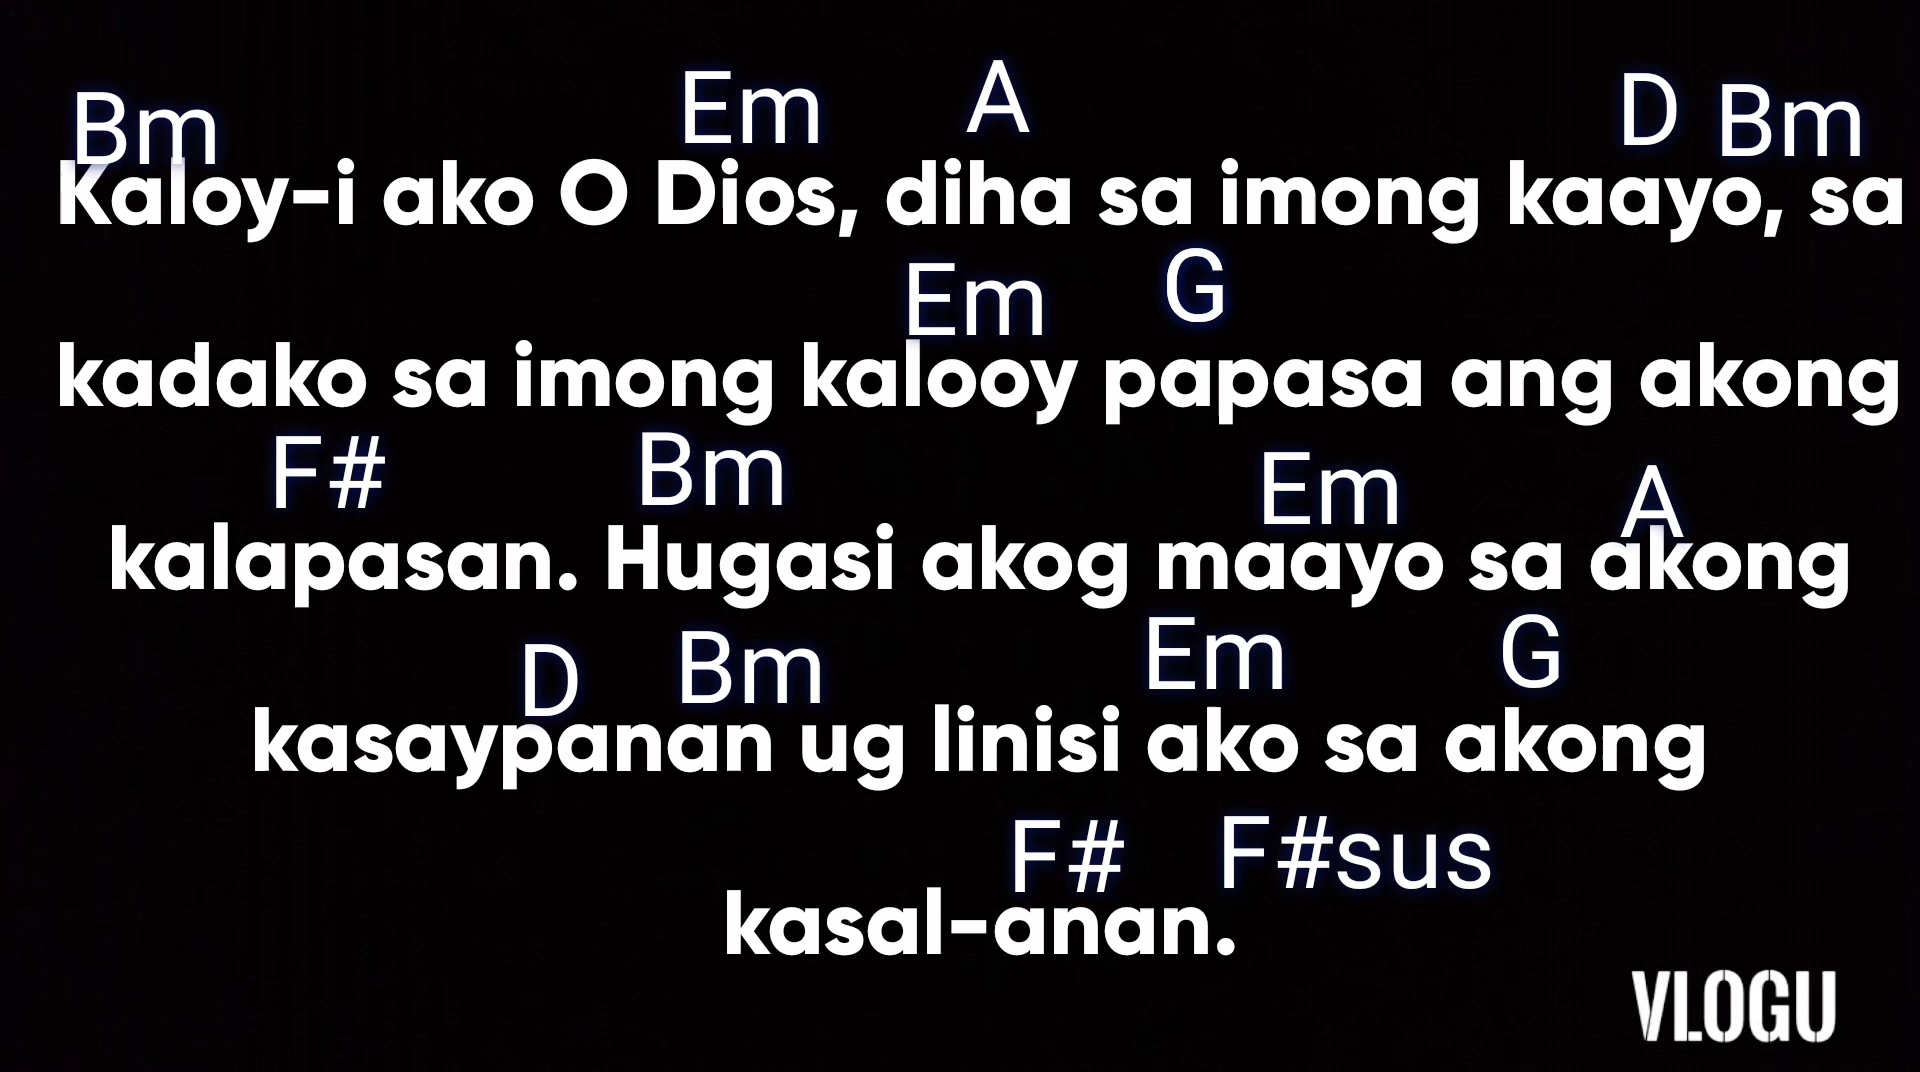 Bm Em A D Bm
Kaloy-i ako O Dios, diha sa imong kaayo, sa
Em G
kadako sa imong kalooy papasa ang akong
F# Bm Em A
kalapasan. Hugasi akog maayo sa akong
D Bm Em G
kasaypanan ug linisi ako sa akong
F# F#sus
kasal-anan.
VLOGU